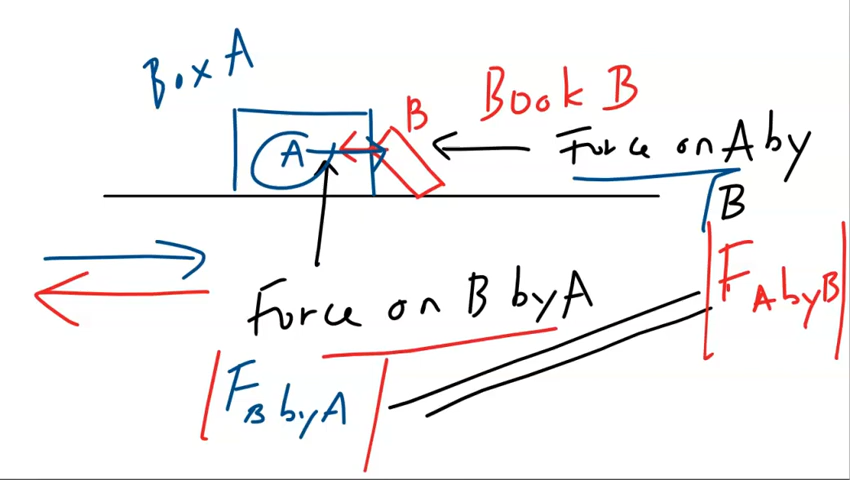 Box A
Book B
B
A
Force on A by
B
Force on B by A
|F A by B|
|F B by A|